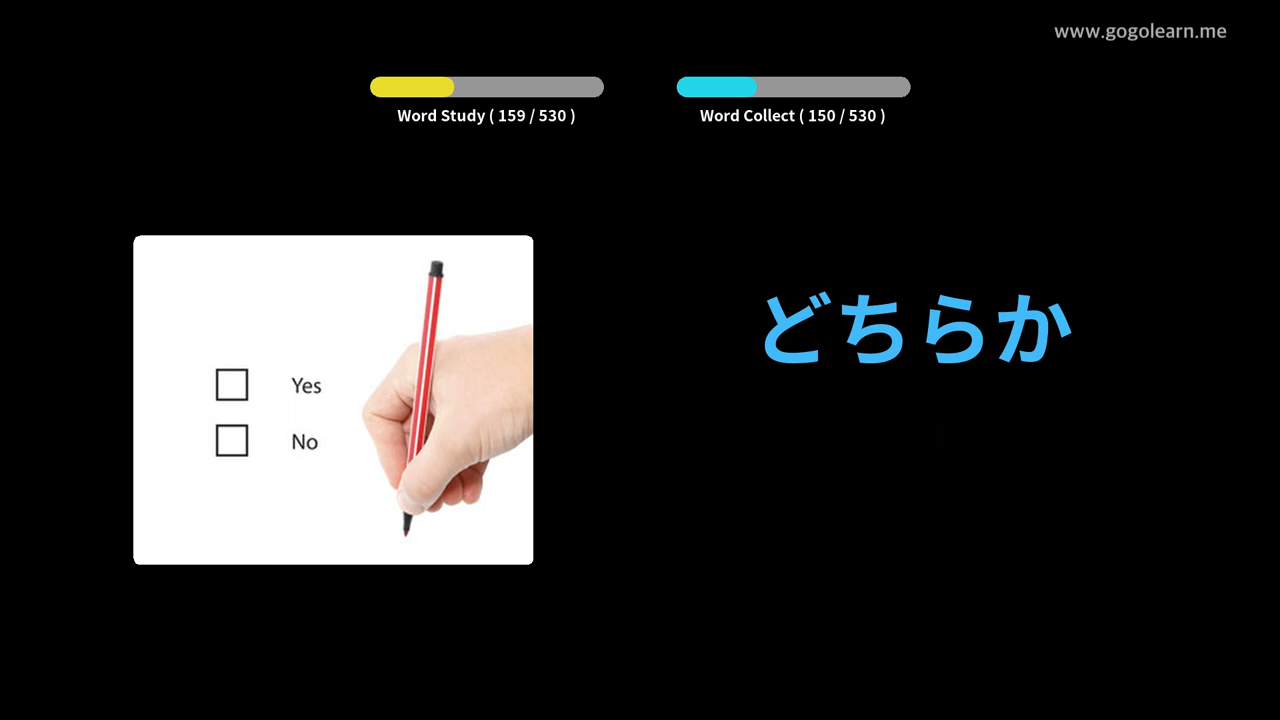 www.gogolearn.me
Word Study ( 159 / 530 )
Word Collect ( 150 / 530 )
Yes
No
どちらか